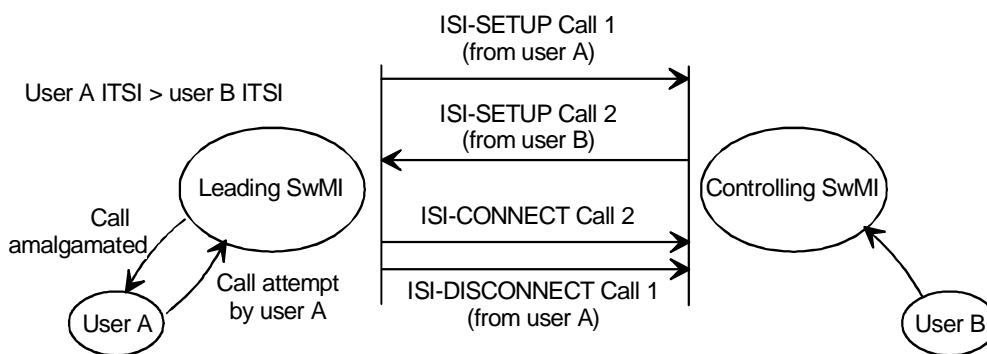 ISI-SETUP Call 1
(from user A)
User A ITSI > user B ITSI
ISI-SETUP Call 2
(from user B)
Leading SwMI
Controlling SwMI
Call
amalgamated
ISI-CONNECT Call 2
Call attempt
by user A
ISI-DISCONNECT Call 1
(from user A)
User A
User B